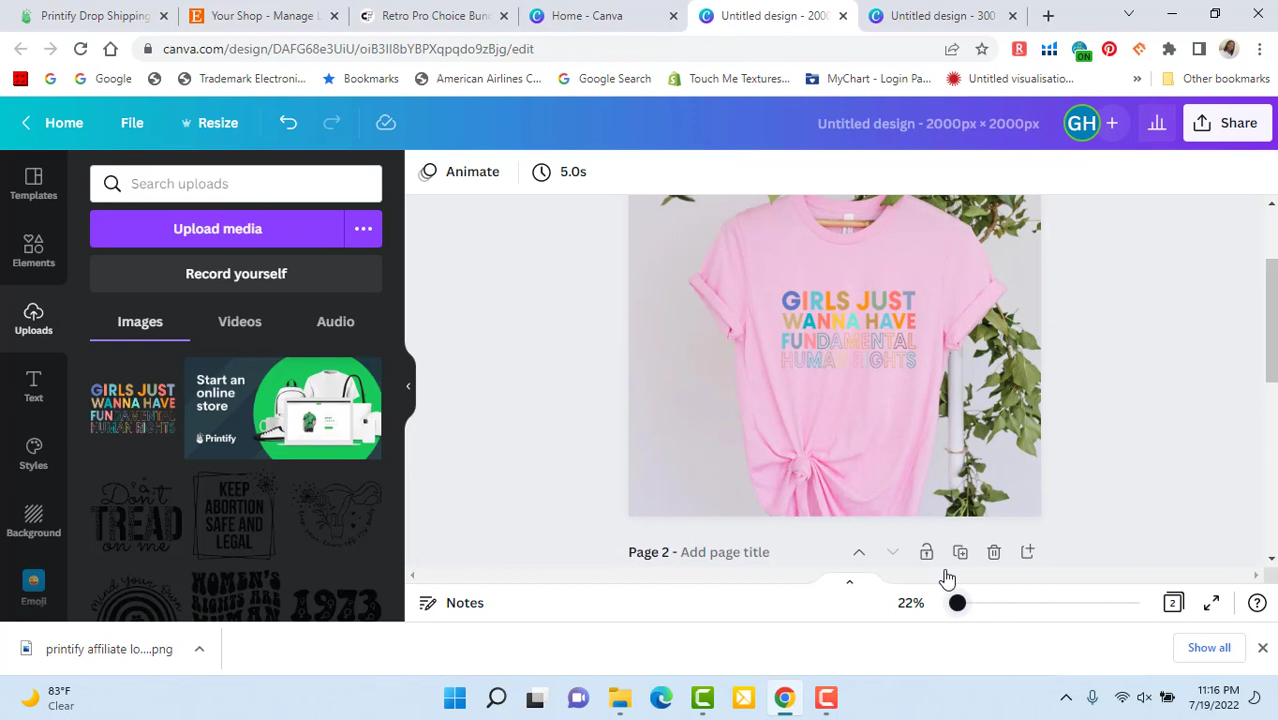 Printify Drop Shipping
Your Shop - Manage L
Retro Pro Choice Bun
Home - Canva
Untitled design - 2000
Untitled design - 300
canva.com/design/DAFG68e3UiU/oiB3II8bYBPXqpqdo9zBjg/edit
Google
Trademark Electroni...
Bookmarks
American Airlines C...
Google Search
Touch Me Textures...
MyChart - Login Pa...
Untitled visualisatio...
Other bookmarks
ON
Home
File
Resize
Untitled design - 2000px × 2000px
GH
Share
Templates
Search uploads
Animate
5.0s
Upload media
Elements
Record yourself
Uploads
Images
Videos
Audio
Text
GIRLS JUST
WANNA HAVE
FUNDAMENTAL
HUMAN RIGHTS
Start an
online
store
Printify
Styles
Don't
TREAD
on me
KEEP
ABORTION
SAFE AND
LEGAL
Background
Mind Your Own
WOMEN'S
RIGHTS ARE
HUMAN
1973
Emoji
GIRLS JUST
WANNA HAVE
FUNDAMENTAL
HUMAN RIGHTS
Page 2 - Add page title
Notes
22%
2
printify affiliate lo....png
Show all
83°F
Clear
11:16 PM
7/19/2022